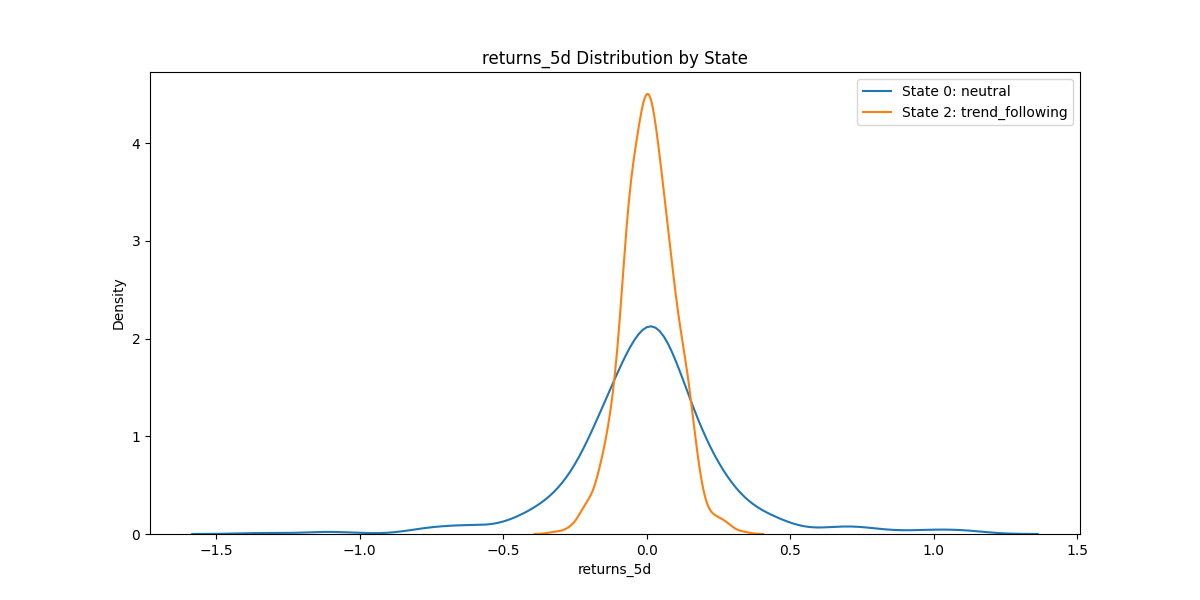 returns_5d Distribution by State
State 0: neutral
State 2: trend_following
Density
4
3
2
1
0
−1.5 −1.0 −0.5 0.0 0.5 1.0 1.5
returns_5d